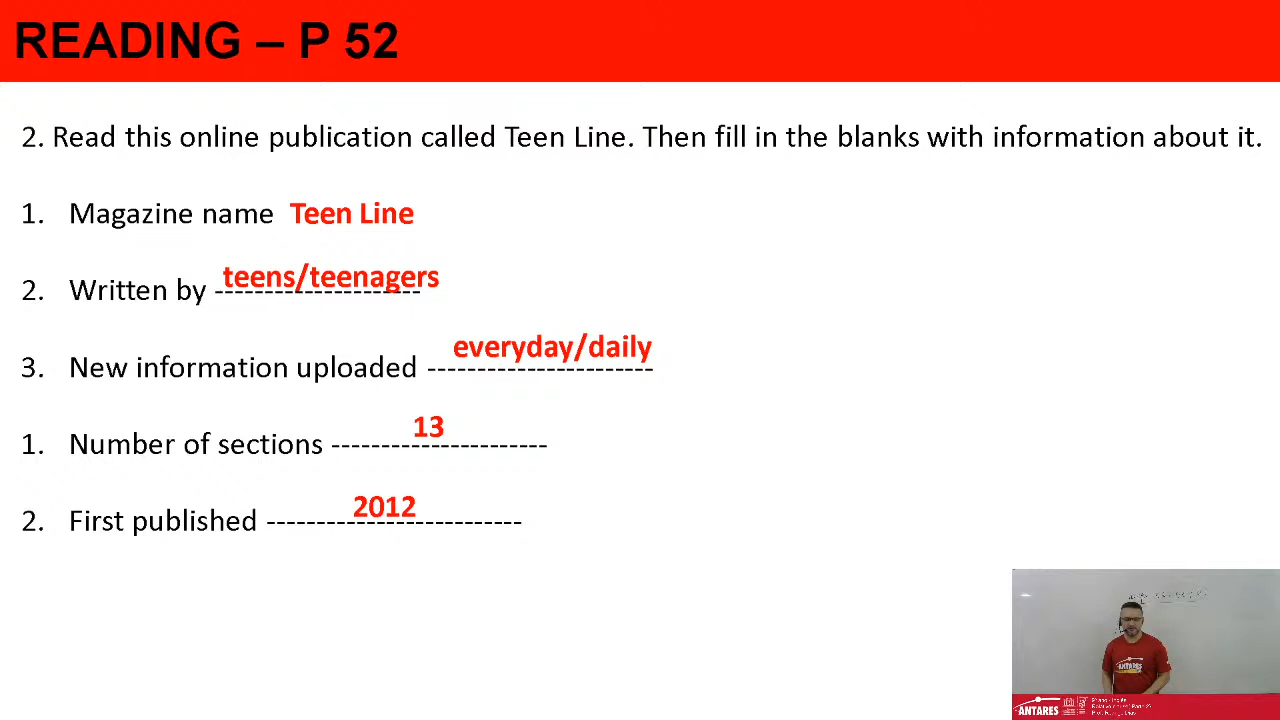 READING – P 52
2. Read this online publication called Teen Line. Then fill in the blanks with information about it.
1. Magazine name Teen Line
2. Written by teens/teenagers
3. New information uploaded everyday/daily
1. Number of sections 13
2. First published 2012
ANTARES
ANTARES